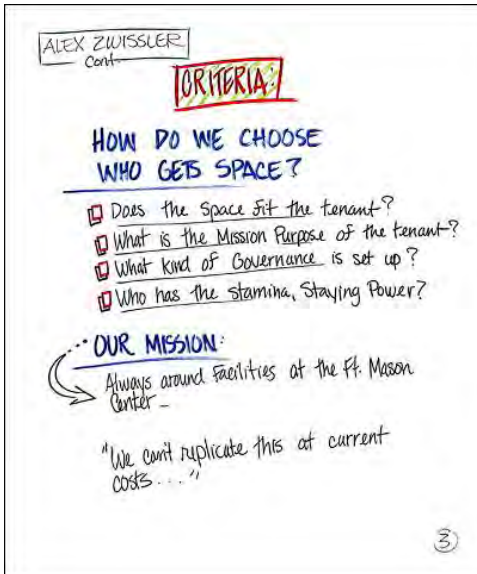 ALEX ZWISSLER
Cont-
CRITERIA:
HOW DO WE CHOOSE
WHO GETS SPACE?
Does the Space Fit the tenant?
What is the Mission Purpose of the tenant?
What Kind of Governance is set up?
Who has the Stamina, Staying Power?
OUR MISSION:
Always around Facilities at the Ft. Mason
Center_
"We can't replicate this at current
costs...."
3